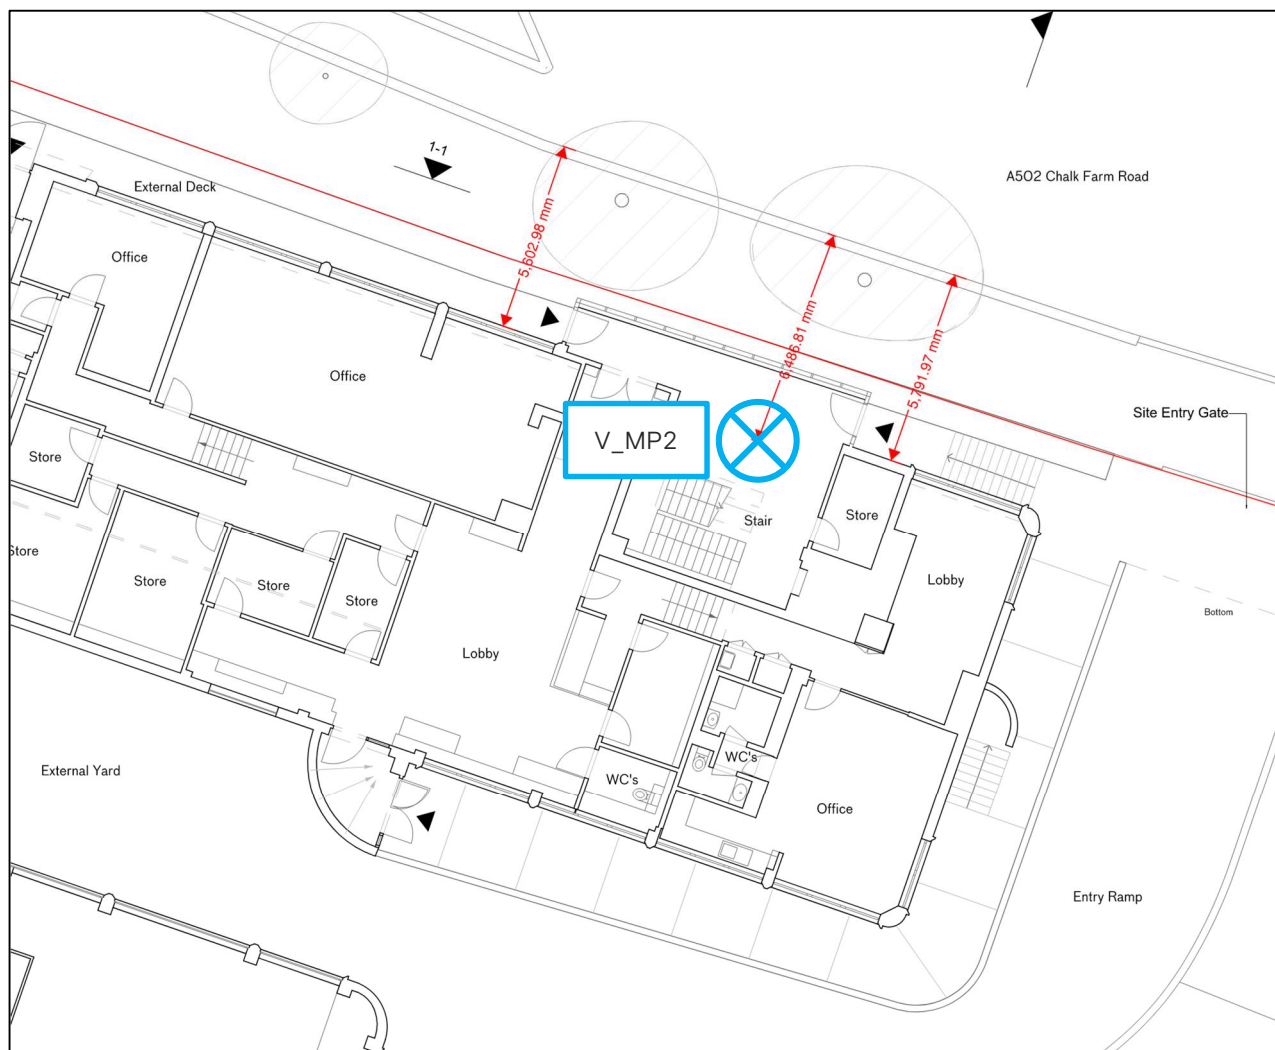 1-1
A502 Chalk Farm Road
External Deck
5,602.98 mm
Office
6,486.81 mm
Office
5,791.97 mm
Site Entry Gate
V_MP2
Store
Store
Stair
Store
Store
Store
Store
Lobby
Bottom
Lobby
External Yard
WC's
WC's
Office
Entry Ramp